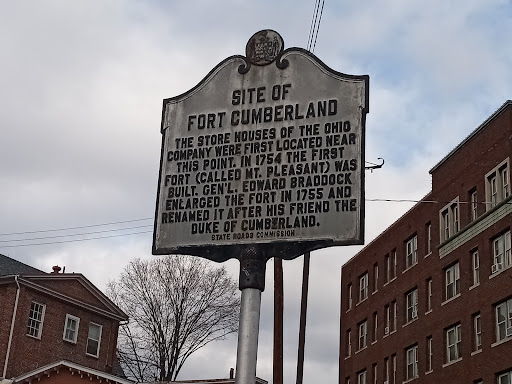 SITE OF
FORT CUMBERLAND
THE STORE HOUSES OF THE OHIO
COMPANY WERE FIRST LOCATED NEAR
THIS POINT. IN 1754 THE FIRST
FORT (CALLED MT. PLEASANT) WAS
BUILT. GEN'L. EDWARD BRADDOCK
ENLARGED THE FORT IN 1755 AND
RENAMED IT AFTER HIS FRIEND THE
DUKE OF CUMBERLAND.
STATE ROADS COMMISSION